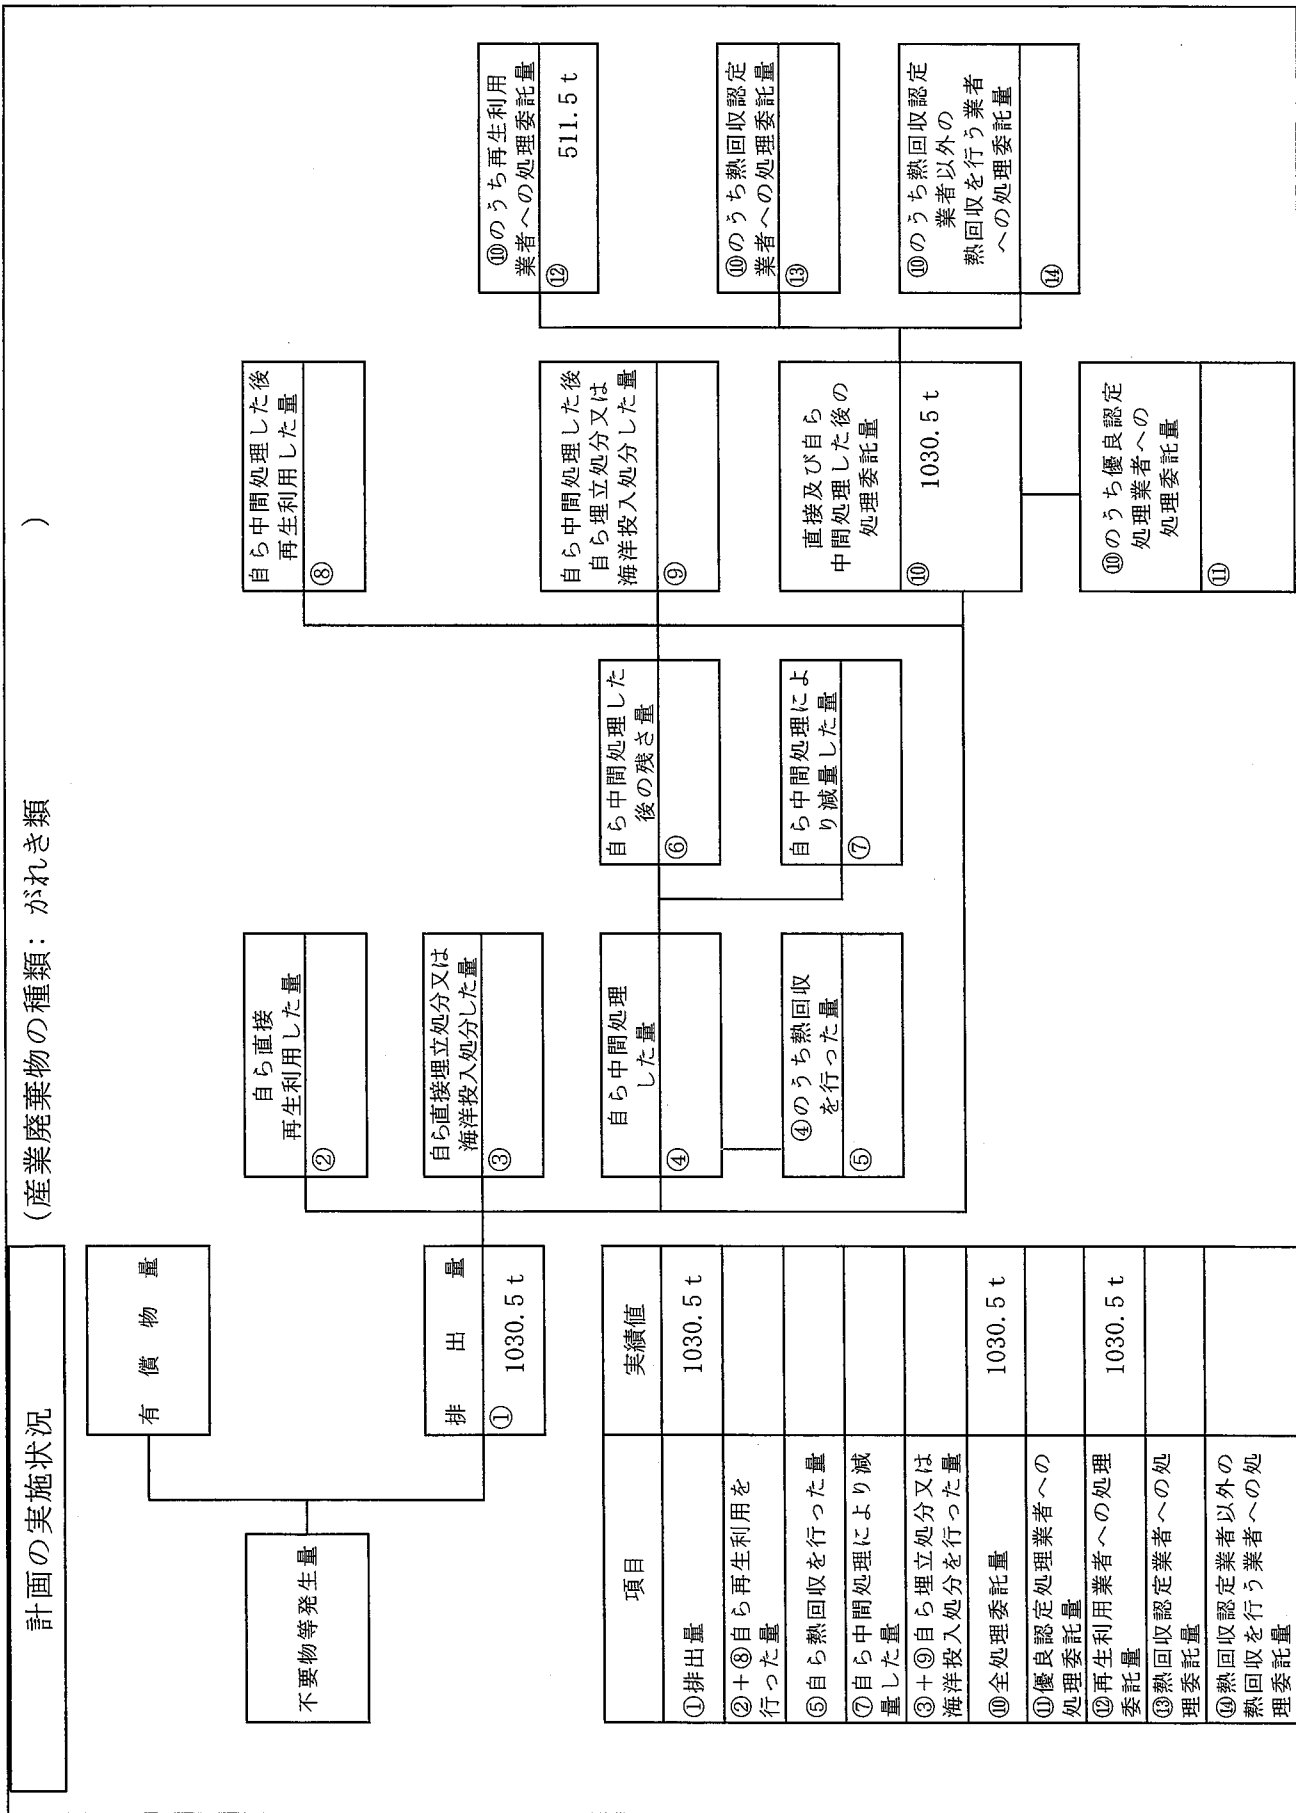 計画の実施状況
(産業廃棄物の種類： がれき類 )
不要物等発生量
有償物量
排出量
① 1030.5ｔ
自ら直接
再生利用した量
②
自ら直接埋立処分又は
海洋投入処分した量
③
自ら中間処理
した量
④
④のうち熱回収
を行った量
⑤
自ら中間処理した
後の残さ量
⑥
自ら中間処理によ
り減量した量
⑦
自ら中間処理した後
再生利用した量
⑧
自ら中間処理した後
自ら埋立処分又は
海洋投入処分した量
⑨
直接及び自ら
中間処理した後の
処理委託量
⑩ 1030.5ｔ
⑩のうち優良認定
処理業者への
処理委託量
⑪
⑩のうち再生利用
業者への処理委託量
⑫ 511.5ｔ
⑩のうち熱回収認定
業者への処理委託量
⑬
⑩のうち熱回収認定
業者以外の
熱回収を行う業者
への処理委託量
⑭
項目 実績値
①排出量 1030.5ｔ
②＋⑧自ら再生利用を
行った量
⑤自ら熱回収を行った量
⑦自ら中間処理により減
量した量
③＋⑨自ら埋立処分又は
海洋投入処分を行った量
⑩全処理委託量 1030.5ｔ
⑪優良認定処理業者への
処理委託量
⑫再生利用業者への処理
委託量 1030.5ｔ
⑬熱回収認定業者への処
理委託量
⑭熱回収認定業者以外の
熱回収を行う業者への処
理委託量